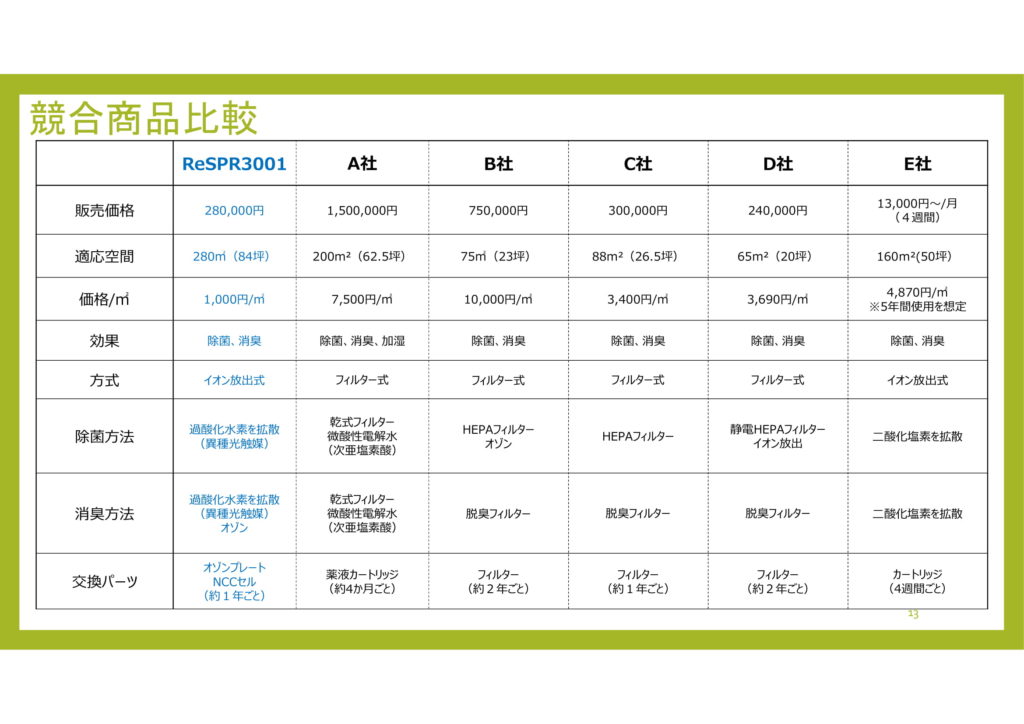 競合商品比較
ReSPR3001 A社 B社 C社 D社 E社
販売価格 280,000円 1,500,000円 750,000円 300,000円 240,000円 13,000円～/月
（４週間）
適応空間 280㎡（84坪） 200m²（62.5坪） 75㎡（23坪） 88m²（26.5坪） 65m²（20坪） 160m²(50坪)
価格/㎡ 1,000円/㎡ 7,500円/㎡ 10,000円/㎡ 3,400円/㎡ 3,690円/㎡ 4,870円/㎡
※5年間使用を想定
効果 除菌、消臭 除菌、消臭、加湿 除菌、消臭 除菌、消臭 除菌、消臭 除菌、消臭
方式 イオン放出式 フィルター式 フィルター式 フィルター式 フィルター式 イオン放出式
除菌方法
過酸化水素を拡散
（異種光触媒）
乾式フィルター
微酸性電解水
（次亜塩素酸）
HEPAフィルター
オゾン
HEPAフィルター
静電HEPAフィルター
イオン放出
二酸化塩素を拡散
消臭方法
過酸化水素を拡散
（異種光触媒）
オゾン
乾式フィルター
微酸性電解水
（次亜塩素酸）
脱臭フィルター
脱臭フィルター
脱臭フィルター
二酸化塩素を拡散
交換パーツ
オゾンプレート
NCCセル
（約１年ごと）
薬液カートリッジ
（約4か月ごと）
フィルター
（約２年ごと）
フィルター
（約１年ごと）
フィルター
（約２年ごと）
カートリッジ
（4週間ごと）
13